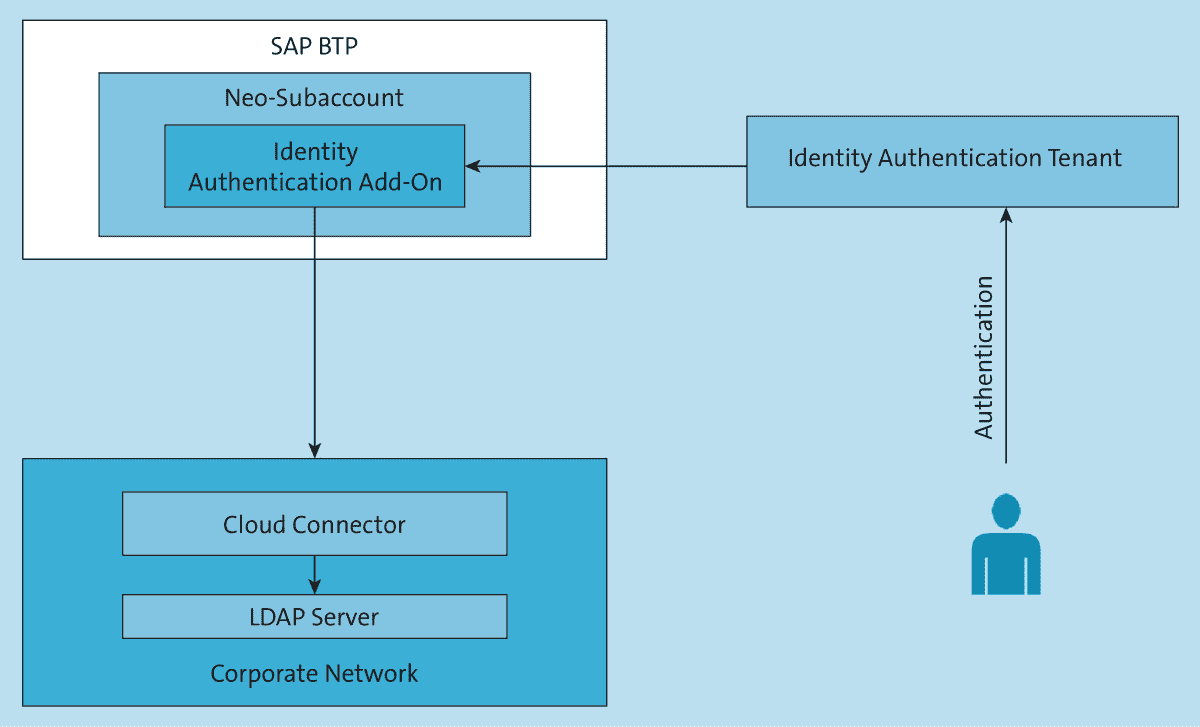 SAP BTP
Neo-Subaccount
Identity
Authentication Add-On
Identity Authentication Tenant
Authentication
Cloud Connector
LDAP Server
Corporate Network